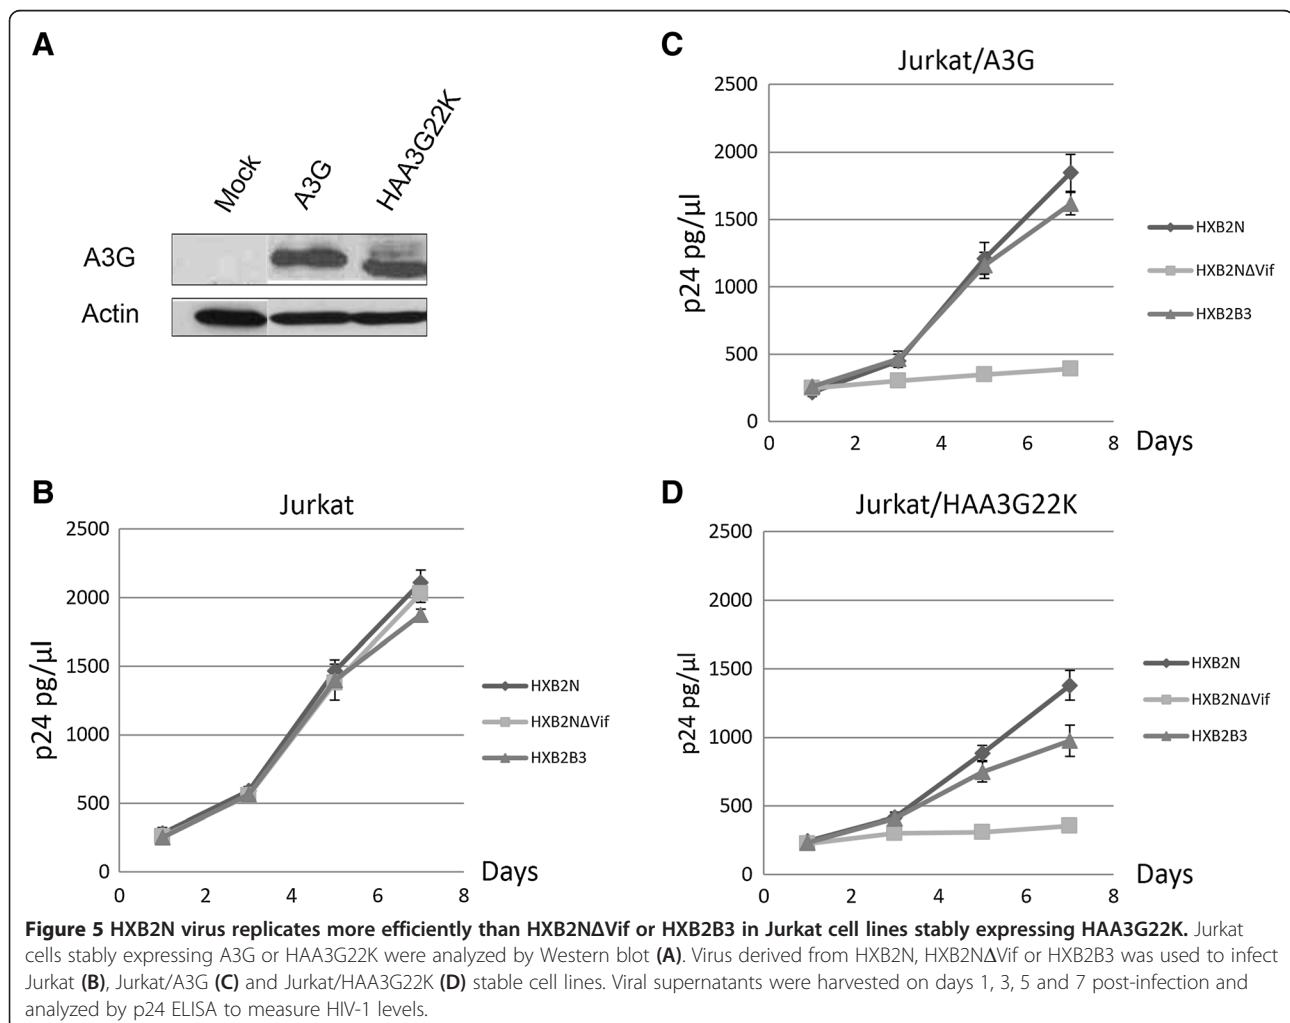 A
Mock
A3G
HAA3G22K
A3G
Actin
B
Jurkat
2500
2000
1500
1000
500
0
0 2 4 6 8
p24 pg/µl
Days
HXB2N
HXB2NΔVif
HXB2B3
C
Jurkat/A3G
2500
2000
1500
1000
500
0
0 2 4 6 8
p24 pg/µl
Days
HXB2N
HXB2NΔVif
HXB2B3
D
Jurkat/HAA3G22K
2500
2000
1500
1000
500
0
0 2 4 6 8
p24 pg/µl
Days
HXB2N
HXB2NΔVif
HXB2B3
Figure 5 HXB2N virus replicates more efficiently than HXB2NΔVif or HXB2B3 in Jurkat cell lines stably expressing HAA3G22K. Jurkat
cells stably expressing A3G or HAA3G22K were analyzed by Western blot (A). Virus derived from HXB2N, HXB2NΔVif or HXB2B3 was used to infect
Jurkat (B), Jurkat/A3G (C) and Jurkat/HAA3G22K (D) stable cell lines. Viral supernatants were harvested on days 1, 3, 5 and 7 post-infection and
analyzed by p24 ELISA to measure HIV-1 levels.